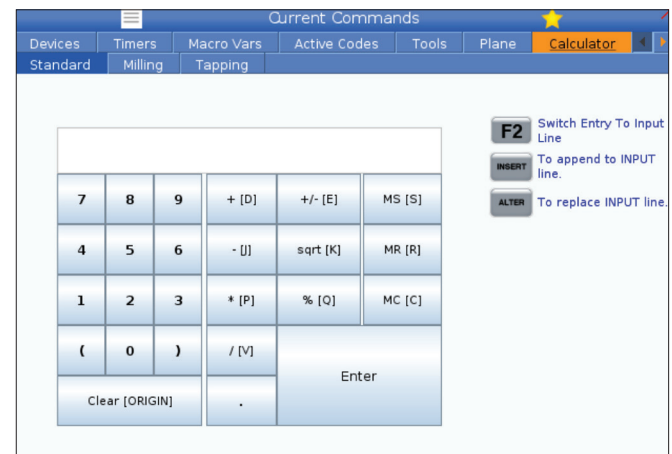 Current Commands
Devices Timers Macro Vars Active Codes Tools Plane Calculator
Standard Milling Tapping
F2 Switch Entry To Input
Line
INSERT To append to INPUT
line.
ALTER To replace INPUT line.
7 8 9 + [D] +/- [E] MS [S]
4 5 6 - [J] sqrt [K] MR [R]
1 2 3 * [P] % [Q] MC [C]
( 0 ) / [V]
Enter
Clear [ORIGIN] .